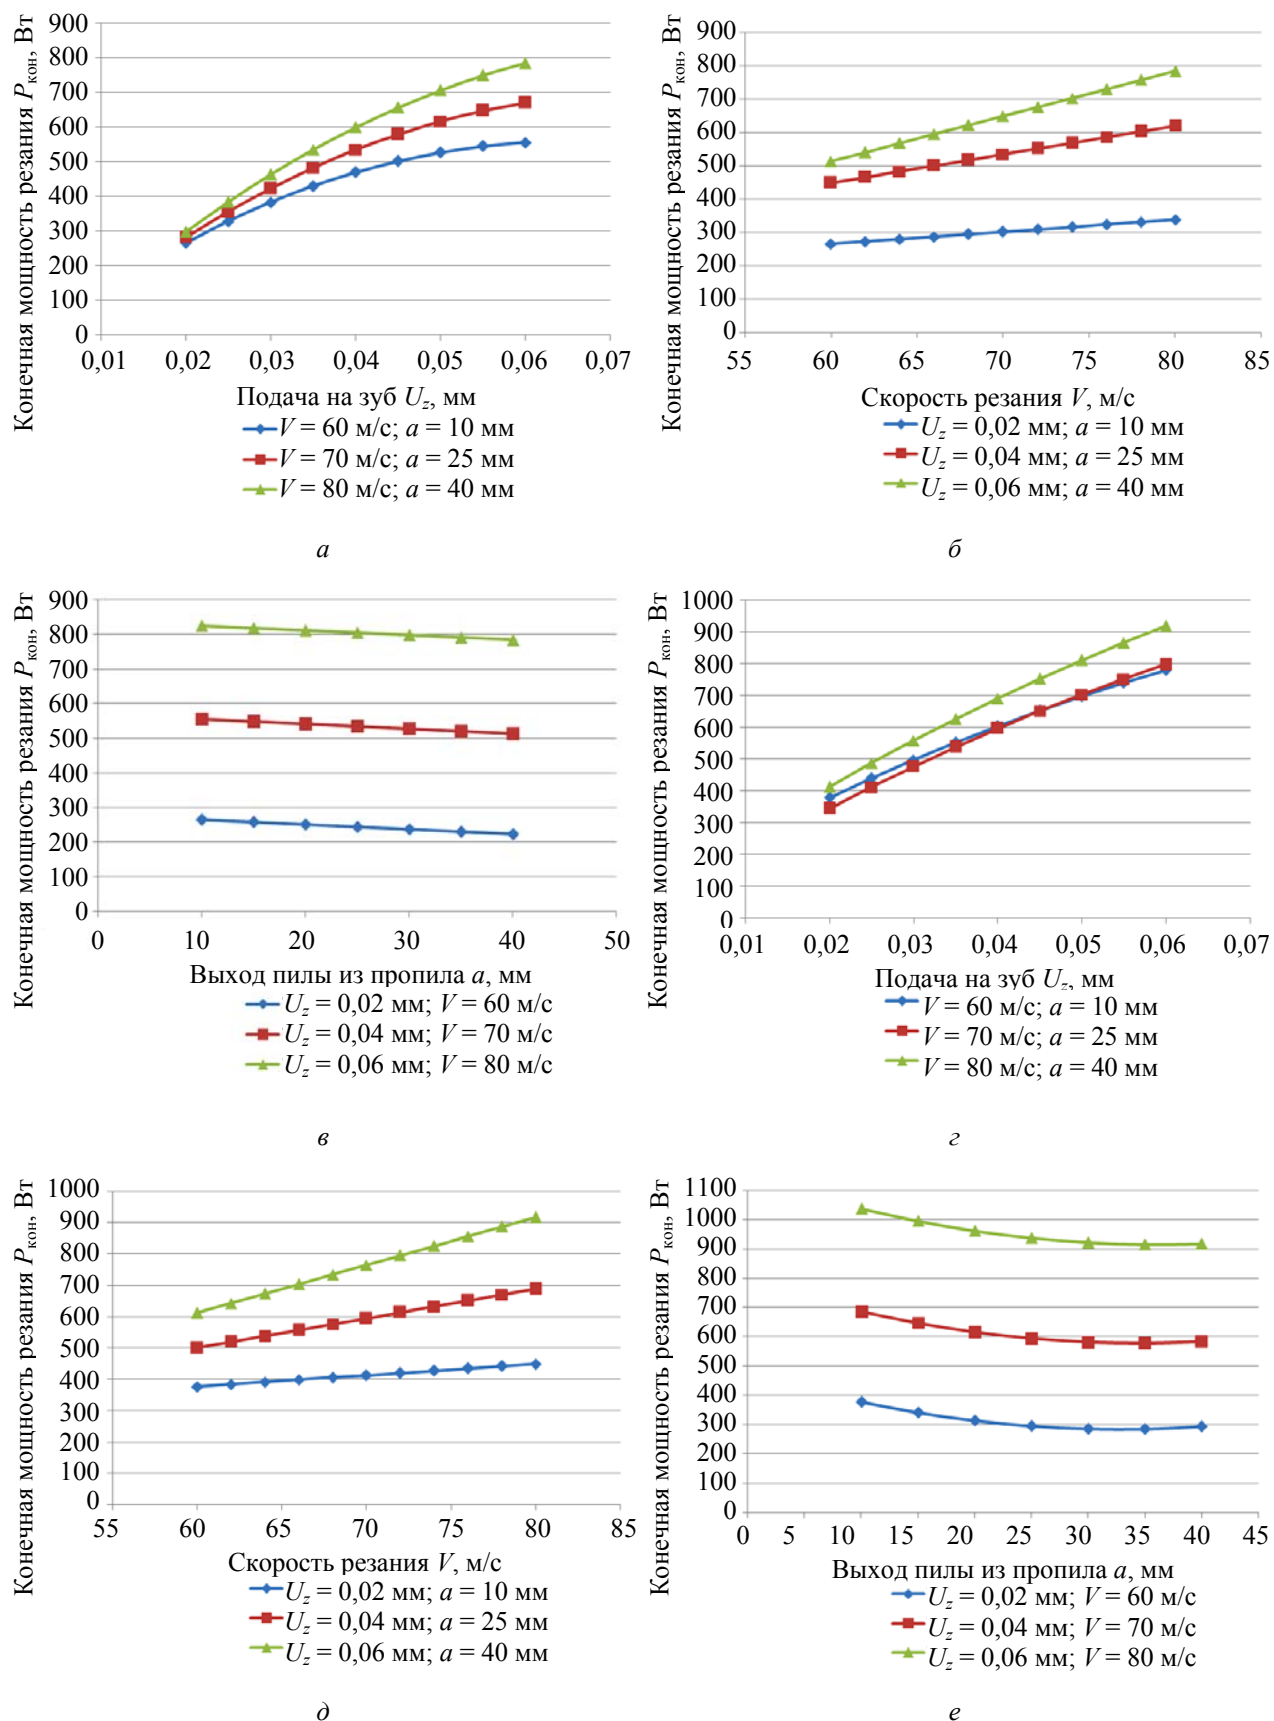 Конечная мощность резания Pкон, Вт
900
800
700
600
500
400
300
200
100
0
0,01 0,02 0,03 0,04 0,05 0,06 0,07
Подача на зуб Uz, мм
V = 60 м/с; a = 10 мм
V = 70 м/с; a = 25 мм
V = 80 м/с; a = 40 мм
а
Конечная мощность резания Pкон, Вт
900
800
700
600
500
400
300
200
100
0
55 60 65 70 75 80 85
Скорость резания V, м/с
Uz = 0,02 мм; a = 10 мм
Uz = 0,04 мм; a = 25 мм
Uz = 0,06 мм; a = 40 мм
б
Конечная мощность резания Pкон, Вт
900
800
700
600
500
400
300
200
100
0
0 10 20 30 40 50
Выход пилы из пропила a, мм
Uz = 0,02 мм; V = 60 м/с
Uz = 0,04 мм; V = 70 м/с
Uz = 0,06 мм; V = 80 м/с
в
Конечная мощность резания Pкон, Вт
1000
900
800
700
600
500
400
300
200
100
0
0,01 0,02 0,03 0,04 0,05 0,06 0,07
Подача на зуб Uz, мм
V = 60 м/с; a = 10 мм
V = 70 м/с; a = 25 мм
V = 80 м/с; a = 40 мм
г
Конечная мощность резания Pкон, Вт
1000
900
800
700
600
500
400
300
200
100
0
55 60 65 70 75 80 85
Скорость резания V, м/с
Uz = 0,02 мм; a = 10 мм
Uz = 0,04 мм; a = 25 мм
Uz = 0,06 мм; a = 40 мм
д
Конечная мощность резания Pкон, Вт
1100
1000
900
800
700
600
500
400
300
200
100
0
0 5 10 15 20 25 30 35 40 45
Выход пилы из пропила a, мм
Uz = 0,02 мм; V = 60 м/с
Uz = 0,04 мм; V = 70 м/с
Uz = 0,06 мм; V = 80 м/с
е